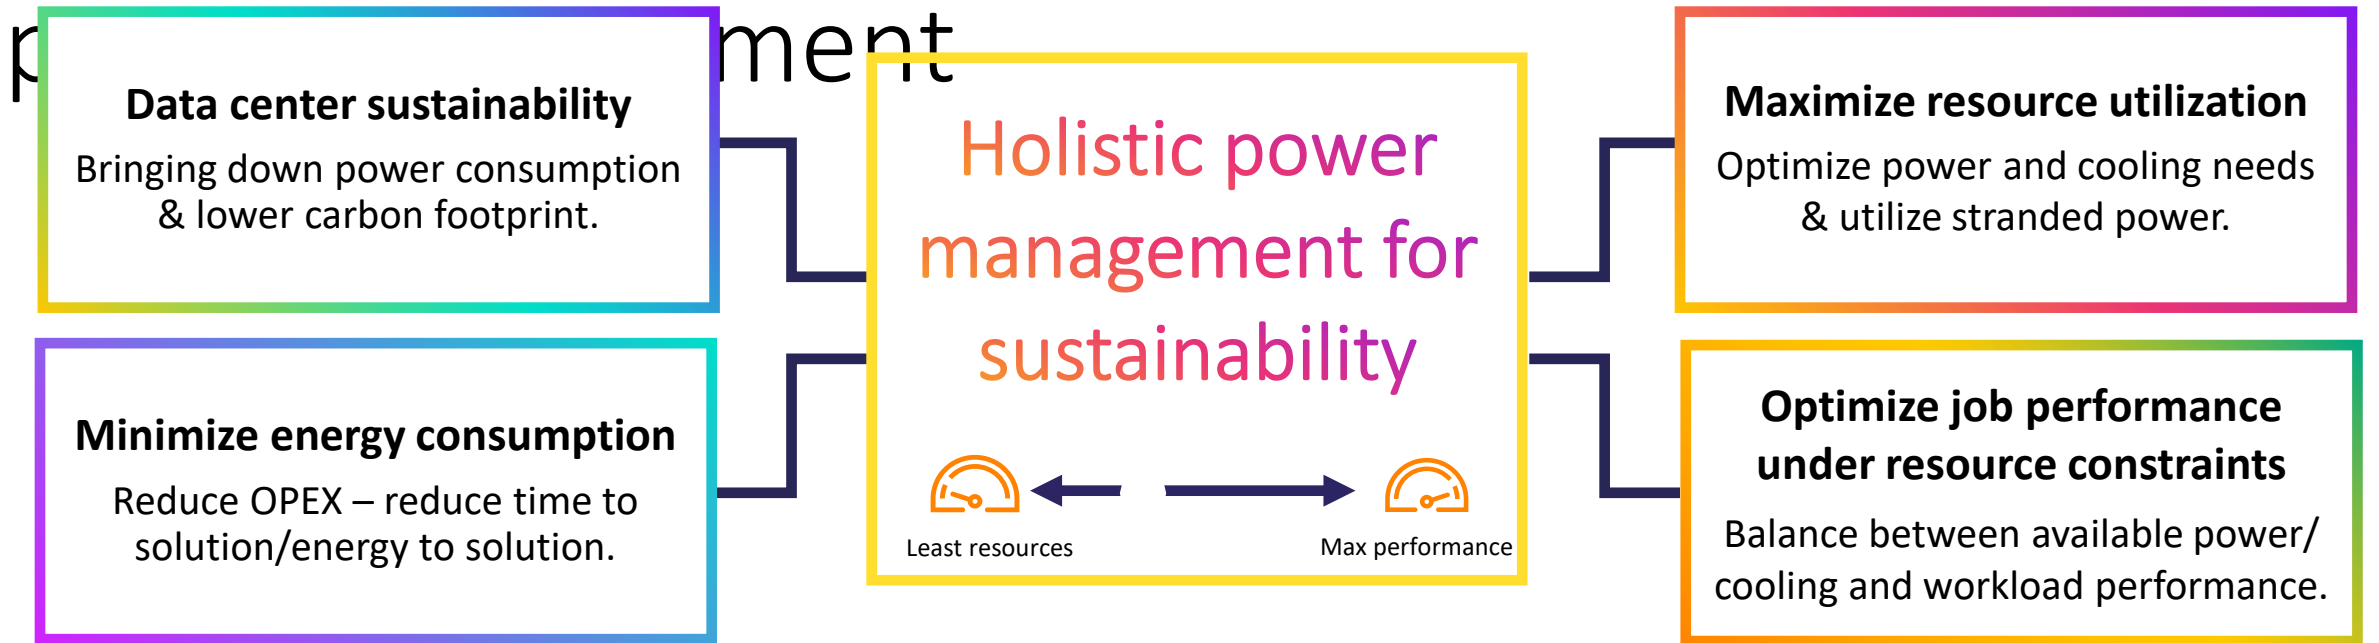 Data center sustainability
Bringing down power consumption
& lower carbon footprint.
Minimize energy consumption
Reduce OPEX – reduce time to
solution/energy to solution.
Holistic power
management for
sustainability
Least resources
Max performance
Maximize resource utilization
Optimize power and cooling needs
& utilize stranded power.
Optimize job performance
under resource constraints
Balance between available power/
cooling and workload performance.